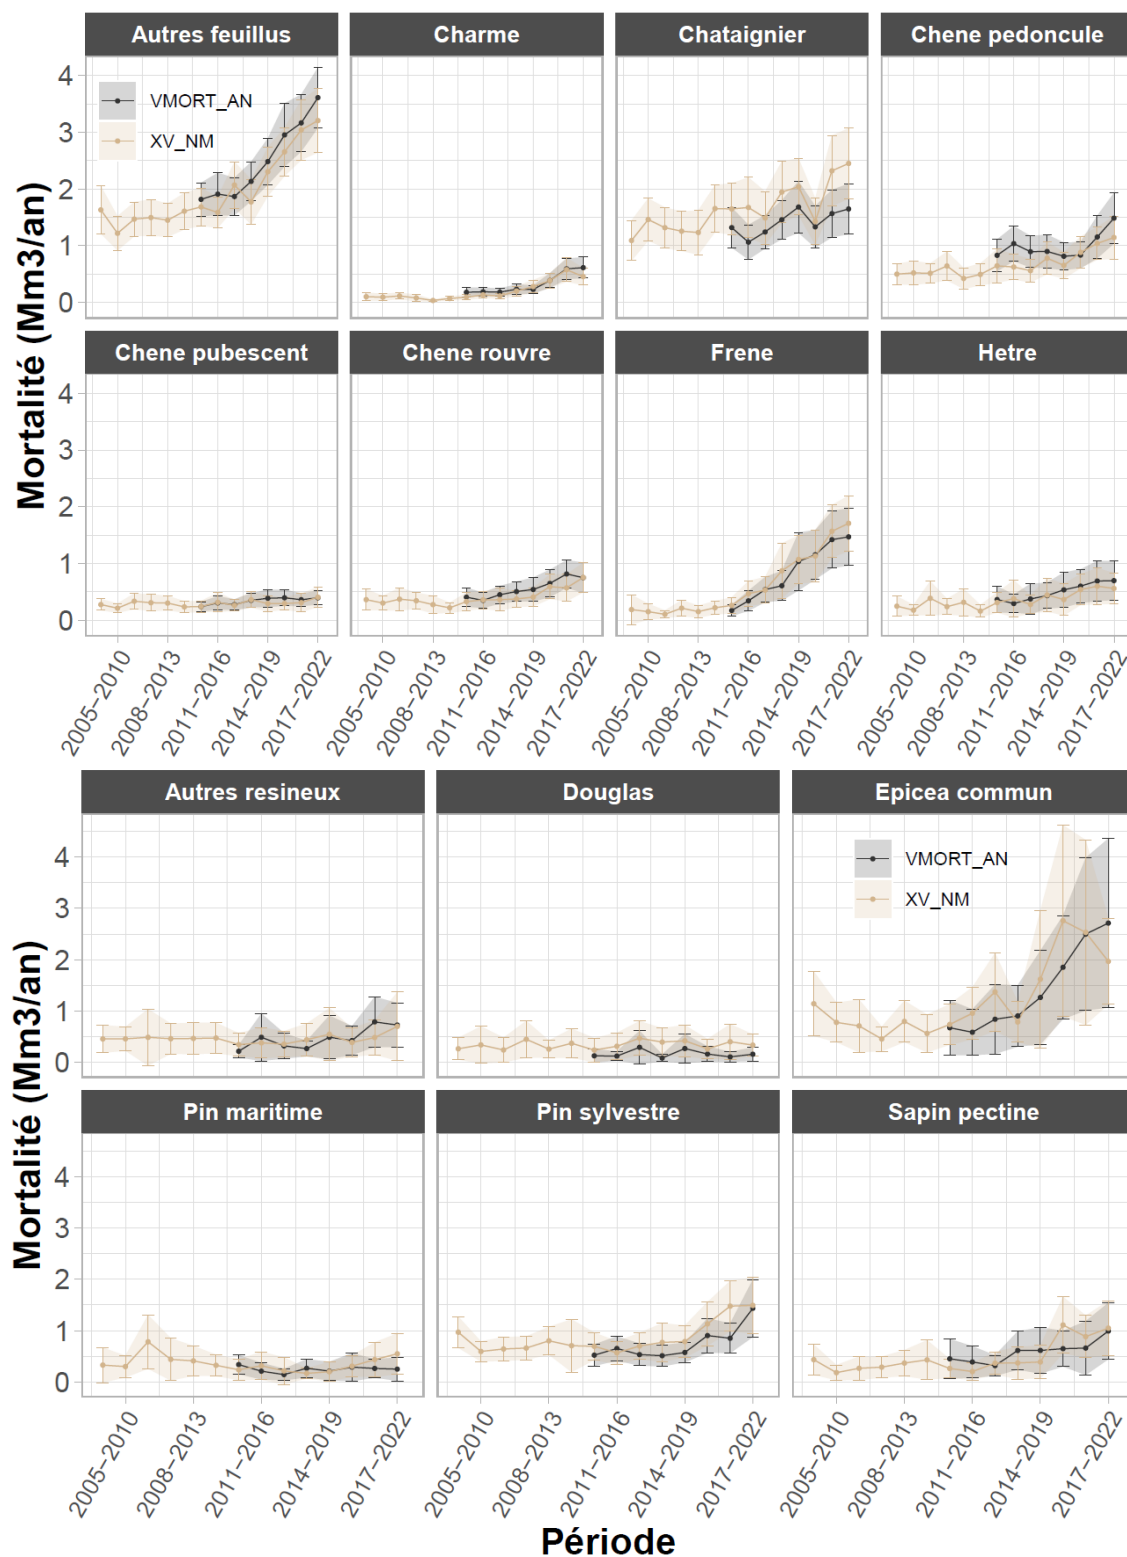 Autres feuillus
Charme
Chataignier
Chene pedoncule
VMORT_AN
XV_NM
4
3
2
1
0
Chene pubescent
Chene rouvre
Frene
Hetre
4
3
2
1
0
Mortalité (Mm3/an)
2005−2010
2008−2013
2011−2016
2014−2019
2017−2022
2005−2010
2008−2013
2011−2016
2014−2019
2017−2022
2005−2010
2008−2013
2011−2016
2014−2019
2017−2022
2005−2010
2008−2013
2011−2016
2014−2019
2017−2022
Autres resineux
Douglas
Epicea commun
VMORT_AN
XV_NM
4
3
2
1
0
Pin maritime
Pin sylvestre
Sapin pectine
4
3
2
1
0
Mortalité (Mm3/an)
2005−2010
2008−2013
2011−2016
2014−2019
2017−2022
2005−2010
2008−2013
2011−2016
2014−2019
2017−2022
2005−2010
2008−2013
2011−2016
2014−2019
2017−2022
Période